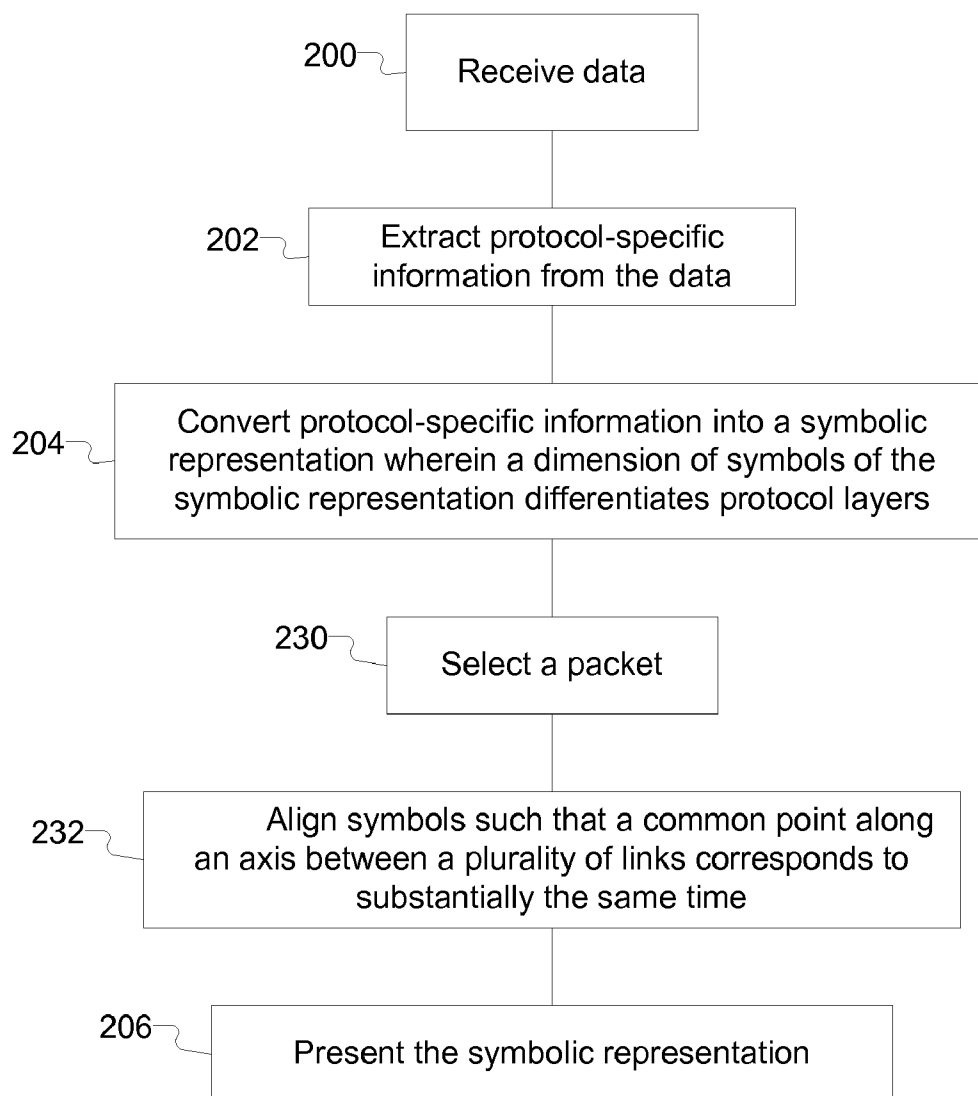 200
Receive data
202
Extract protocol-specific
information from the data
204
Convert protocol-specific information into a symbolic
representation wherein a dimension of symbols of the
symbolic representation differentiates protocol layers
230
Select a packet
232
Align symbols such that a common point along
an axis between a plurality of links corresponds to
substantially the same time
206
Present the symbolic representation